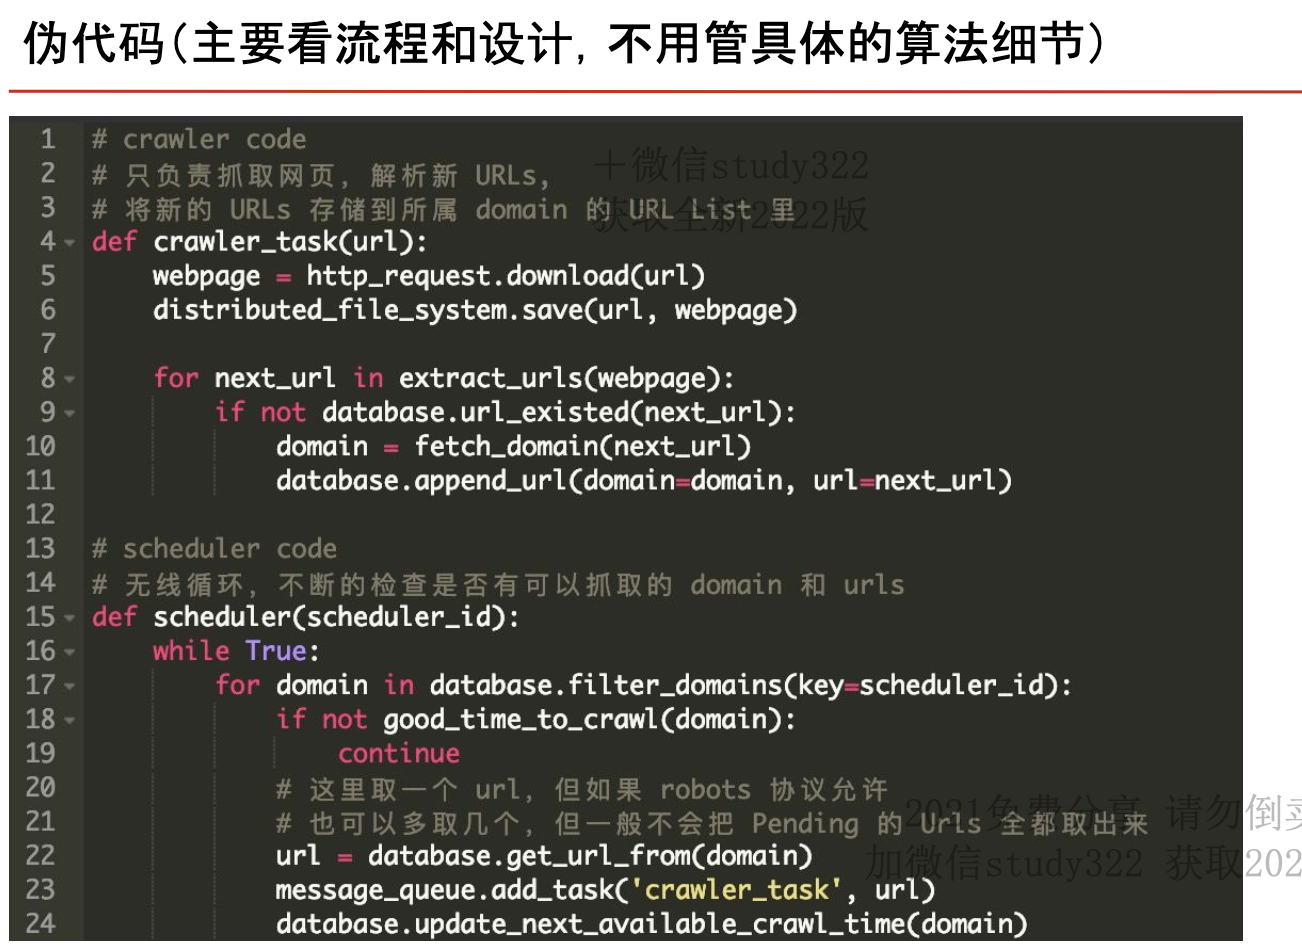 伪代码(主要看流程和设计, 不用管具体的算法细节)
1 # crawler code
2 # 只负责抓取网页, 解析新 URLs,
3 # 将新的 URLs 存储到所属 domain 的 URL List 里
4 def crawler_task(url):
5 webpage = http_request.download(url)
6 distributed_file_system.save(url, webpage)
7
8 for next_url in extract_urls(webpage):
9 if not database.url_existed(next_url):
10 domain = fetch_domain(next_url)
11 database.append_url(domain=domain, url=next_url)
12
13 # scheduler code
14 # 无线循环, 不断的检查是否有可以抓取的 domain 和 urls
15 def scheduler(scheduler_id):
16 while True:
17 for domain in database.filter_domains(key=scheduler_id):
18 if not good_time_to_crawl(domain):
19 continue
20 # 这里取一个 url, 但如果 robots 协议允许
21 # 也可以多取几个, 但一般不会把 Pending 的 Urls 全都取出来
22 url = database.get_url_from(domain)
23 message_queue.add_task('crawler_task', url)
24 database.update_next_available_crawl_time(domain)
+微信study322
获取全新2022版
2021免费分享 请勿倒卖
加微信study322 获取202